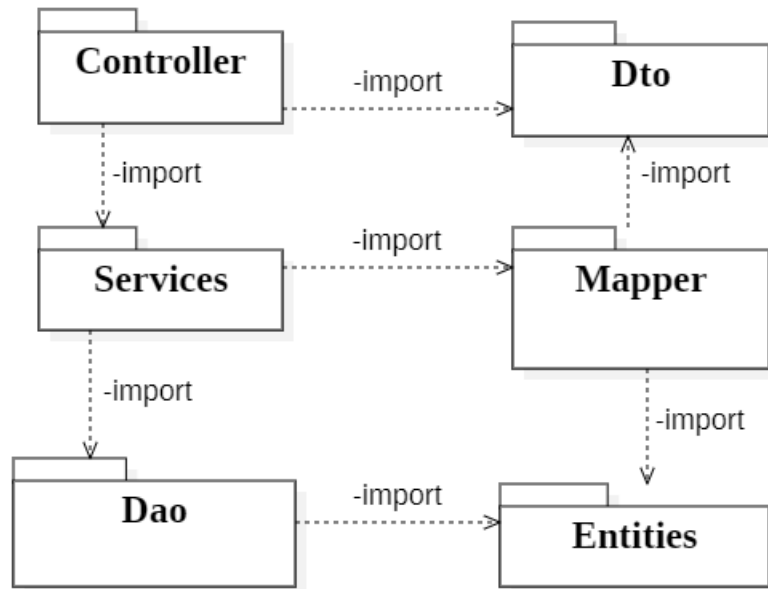 Controller
-import
Dto
-import
-import
Services
-import
Mapper
-import
-import
Dao
-import
Entities